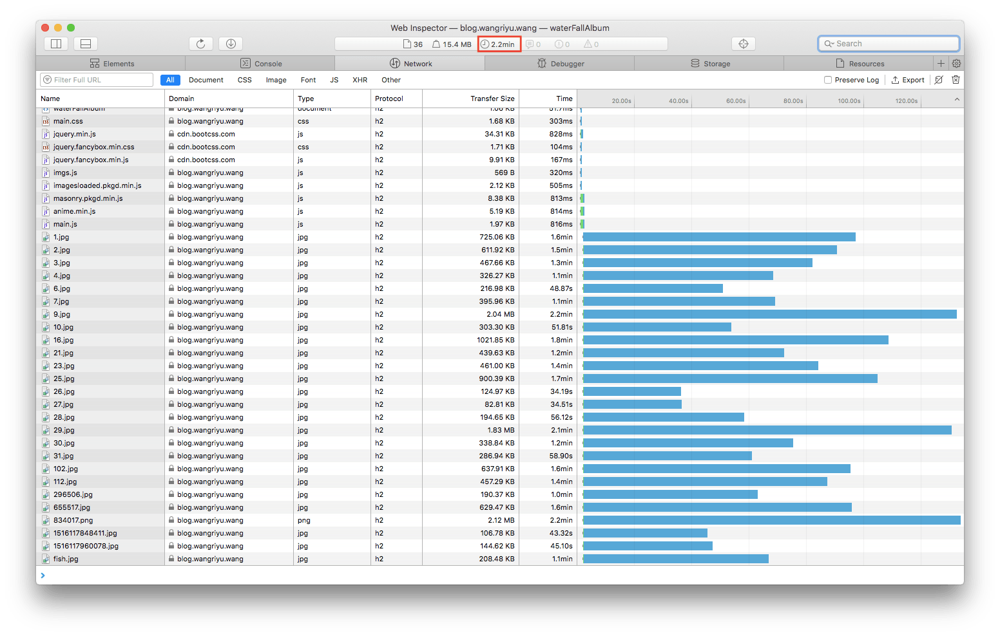 Web Inspector — blog.wangriyu.wang — waterFallAlbum
36 15.4 MB 2.2min 0 0 0 Search
Elements Console Network Debugger Storage Resources
Filter Full URL All Document CSS Image Font JS XHR Other Preserve Log Export
Name Domain Type Protocol Transfer Size Time 20.00s 40.00s 60.00s 80.00s 100.00s 120.00s
waterFallAlbum blog.wangriyu.wang document h2 1.06 KB 51.7ms
main.css blog.wangriyu.wang css h2 1.68 KB 303ms
jquery.min.js cdn.bootcss.com js h2 34.31 KB 828ms
jquery.fancybox.min.css cdn.bootcss.com css h2 1.71 KB 104ms
jquery.fancybox.min.js cdn.bootcss.com js h2 9.91 KB 167ms
imgs.js blog.wangriyu.wang js h2 569 B 320ms
imagesloaded.pkgd.min.js blog.wangriyu.wang js h2 2.12 KB 505ms
masonry.pkgd.min.js blog.wangriyu.wang js h2 8.38 KB 813ms
anime.min.js blog.wangriyu.wang js h2 5.19 KB 814ms
main.js blog.wangriyu.wang js h2 1.97 KB 816ms
1.jpg blog.wangriyu.wang jpg h2 725.06 KB 1.6min
2.jpg blog.wangriyu.wang jpg h2 611.92 KB 1.5min
3.jpg blog.wangriyu.wang jpg h2 467.66 KB 1.3min
4.jpg blog.wangriyu.wang jpg h2 326.27 KB 1.1min
6.jpg blog.wangriyu.wang jpg h2 216.98 KB 48.87s
7.jpg blog.wangriyu.wang jpg h2 395.96 KB 1.1min
9.jpg blog.wangriyu.wang jpg h2 2.04 MB 2.2min
10.jpg blog.wangriyu.wang jpg h2 303.30 KB 51.81s
16.jpg blog.wangriyu.wang jpg h2 1021.85 KB 1.8min
21.jpg blog.wangriyu.wang jpg h2 439.63 KB 1.2min
23.jpg blog.wangriyu.wang jpg h2 461.00 KB 1.4min
25.jpg blog.wangriyu.wang jpg h2 900.39 KB 1.7min
26.jpg blog.wangriyu.wang jpg h2 124.97 KB 34.19s
27.jpg blog.wangriyu.wang jpg h2 82.81 KB 34.51s
28.jpg blog.wangriyu.wang jpg h2 194.65 KB 56.12s
29.jpg blog.wangriyu.wang jpg h2 1.83 MB 2.1min
30.jpg blog.wangriyu.wang jpg h2 338.84 KB 1.2min
31.jpg blog.wangriyu.wang jpg h2 286.94 KB 58.90s
102.jpg blog.wangriyu.wang jpg h2 637.91 KB 1.6min
112.jpg blog.wangriyu.wang jpg h2 457.29 KB 1.4min
296506.jpg blog.wangriyu.wang jpg h2 190.37 KB 1.0min
655517.jpg blog.wangriyu.wang jpg h2 629.47 KB 1.6min
834017.png blog.wangriyu.wang png h2 2.12 MB 2.2min
1516117848411.jpg blog.wangriyu.wang jpg h2 106.78 KB 43.32s
1516117960078.jpg blog.wangriyu.wang jpg h2 144.62 KB 45.10s
fish.jpg blog.wangriyu.wang jpg h2 208.48 KB 1.1min